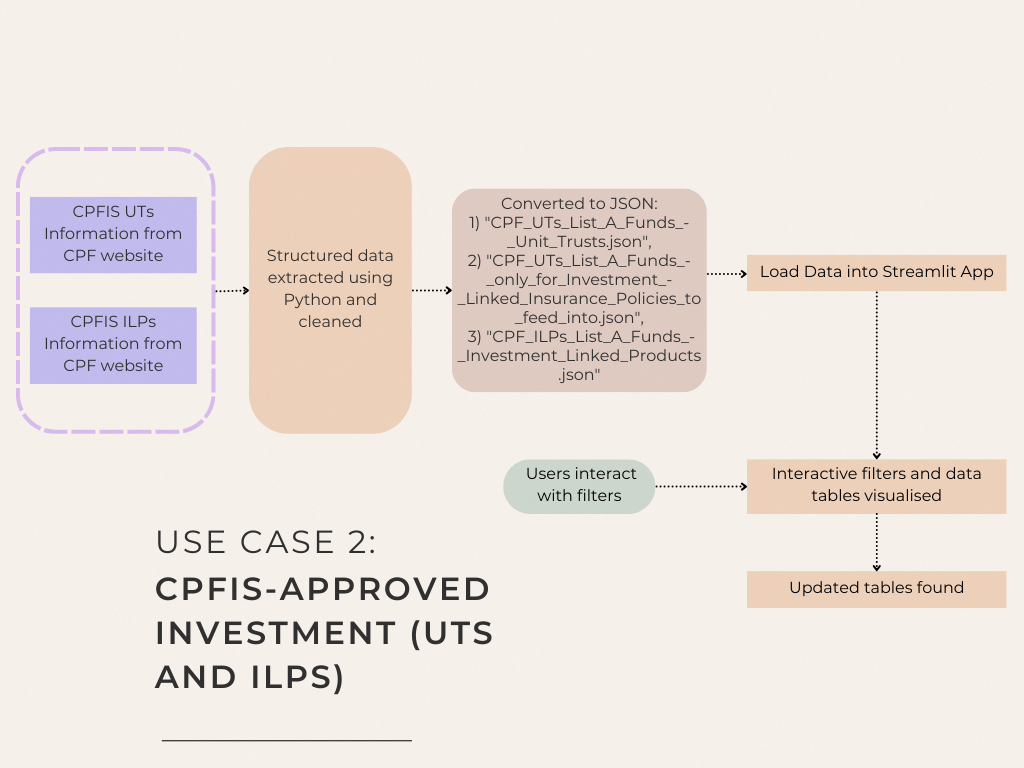 CPFIS UTs
Information from
CPF website
CPFIS ILPs
Information from
CPF website
Structured data
extracted using
Python and
cleaned
Converted to JSON:
1) "CPF_UTs_List_A_Funds_-
_Unit_Trusts.json",
2) "CPF_UTs_List_A_Funds_-
_only_for_Investment_-
_Linked_Insurance_Policies_to
_feed_into.json",
3) "CPF_ILPs_List_A_Funds_-
_Investment_Linked_Products
.json"
Load Data into Streamlit App
Users interact
with filters
Interactive filters and data
tables visualised
Updated tables found
USE CASE 2:
CPFIS-APPROVED
INVESTMENT (UTS
AND ILPS)